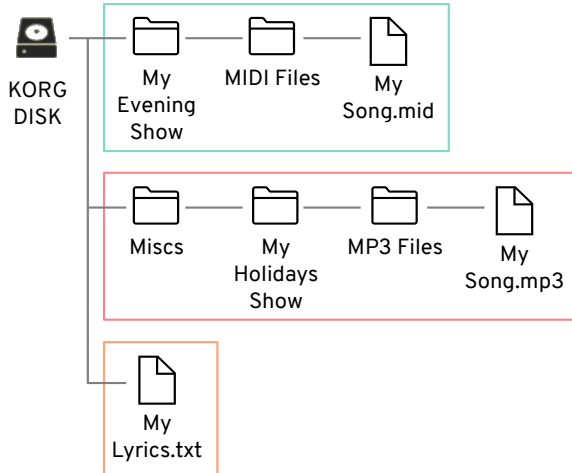 KORG
DISK
My
Evening
Show
MIDI Files
My
Song.mid
Miscs
My
Holidays
Show
MP3 Files
My
Song.mp3
My
Lyrics.txt